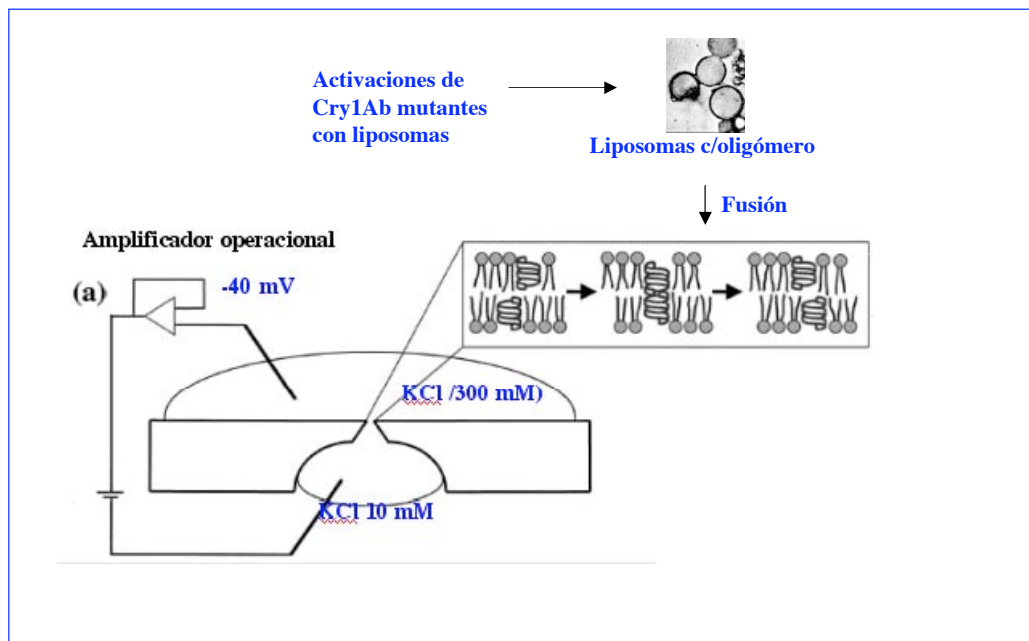 Activaciones de
Cry1Ab mutantes
con liposomas
Liposomas c/oligómero
Fusión
Amplificador operacional
(a)
-40 mV
KCl /300 mM)
KCl 10 mM